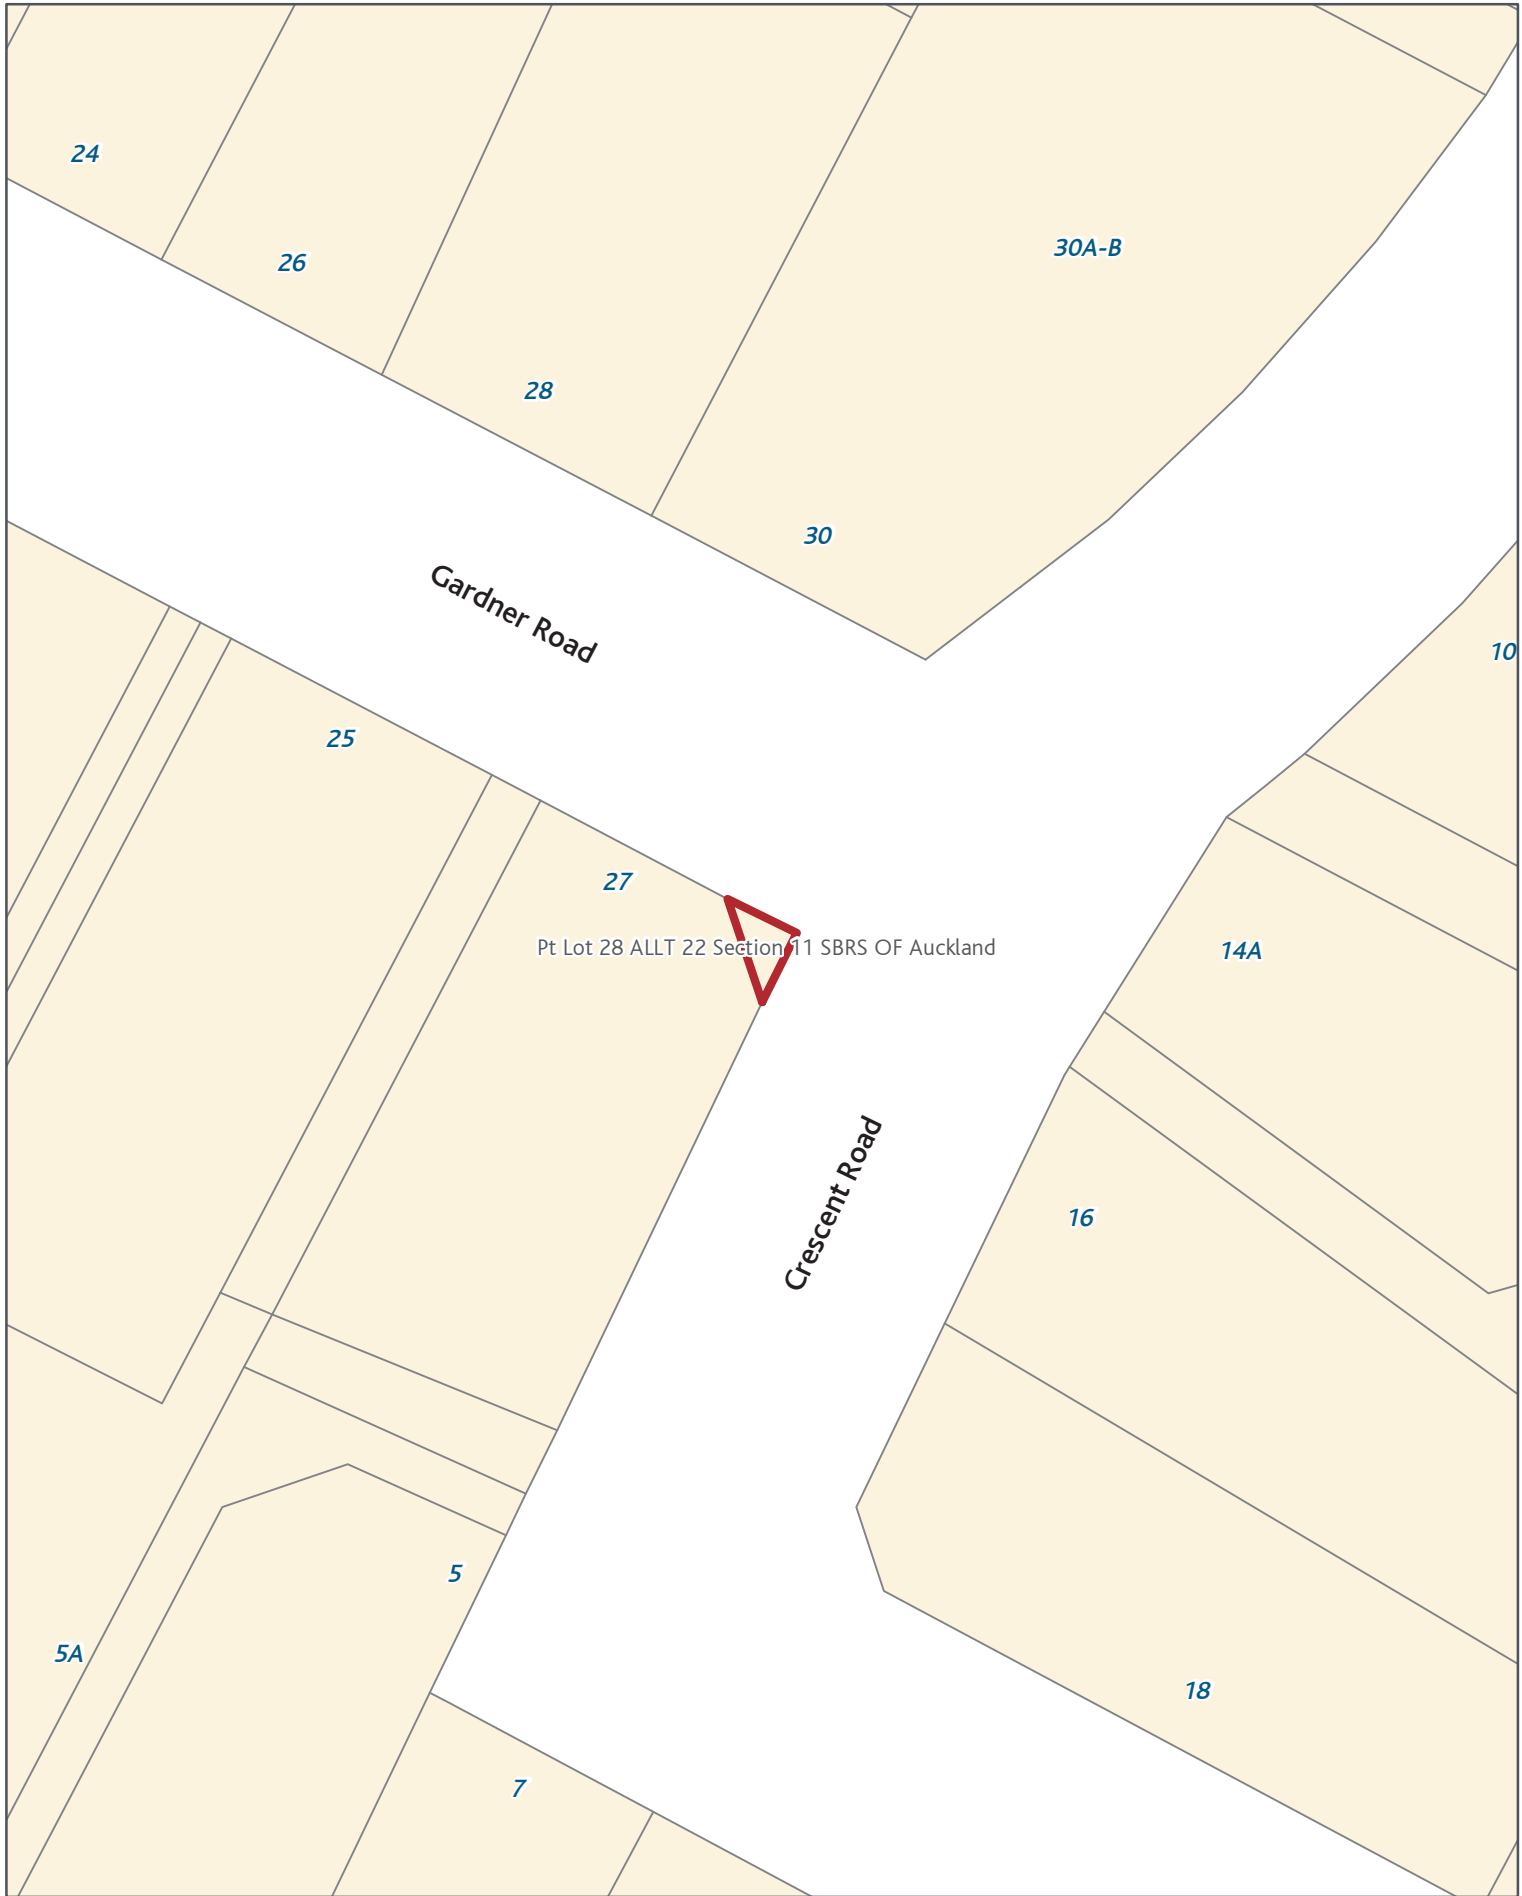 24
30A-B
26
28
30
Gardner Road
10
25
27
Pt Lot 28 ALLT 22 Section 11 SBRS OF Auckland
14A
Crescent Road
16
5
5A
18
7